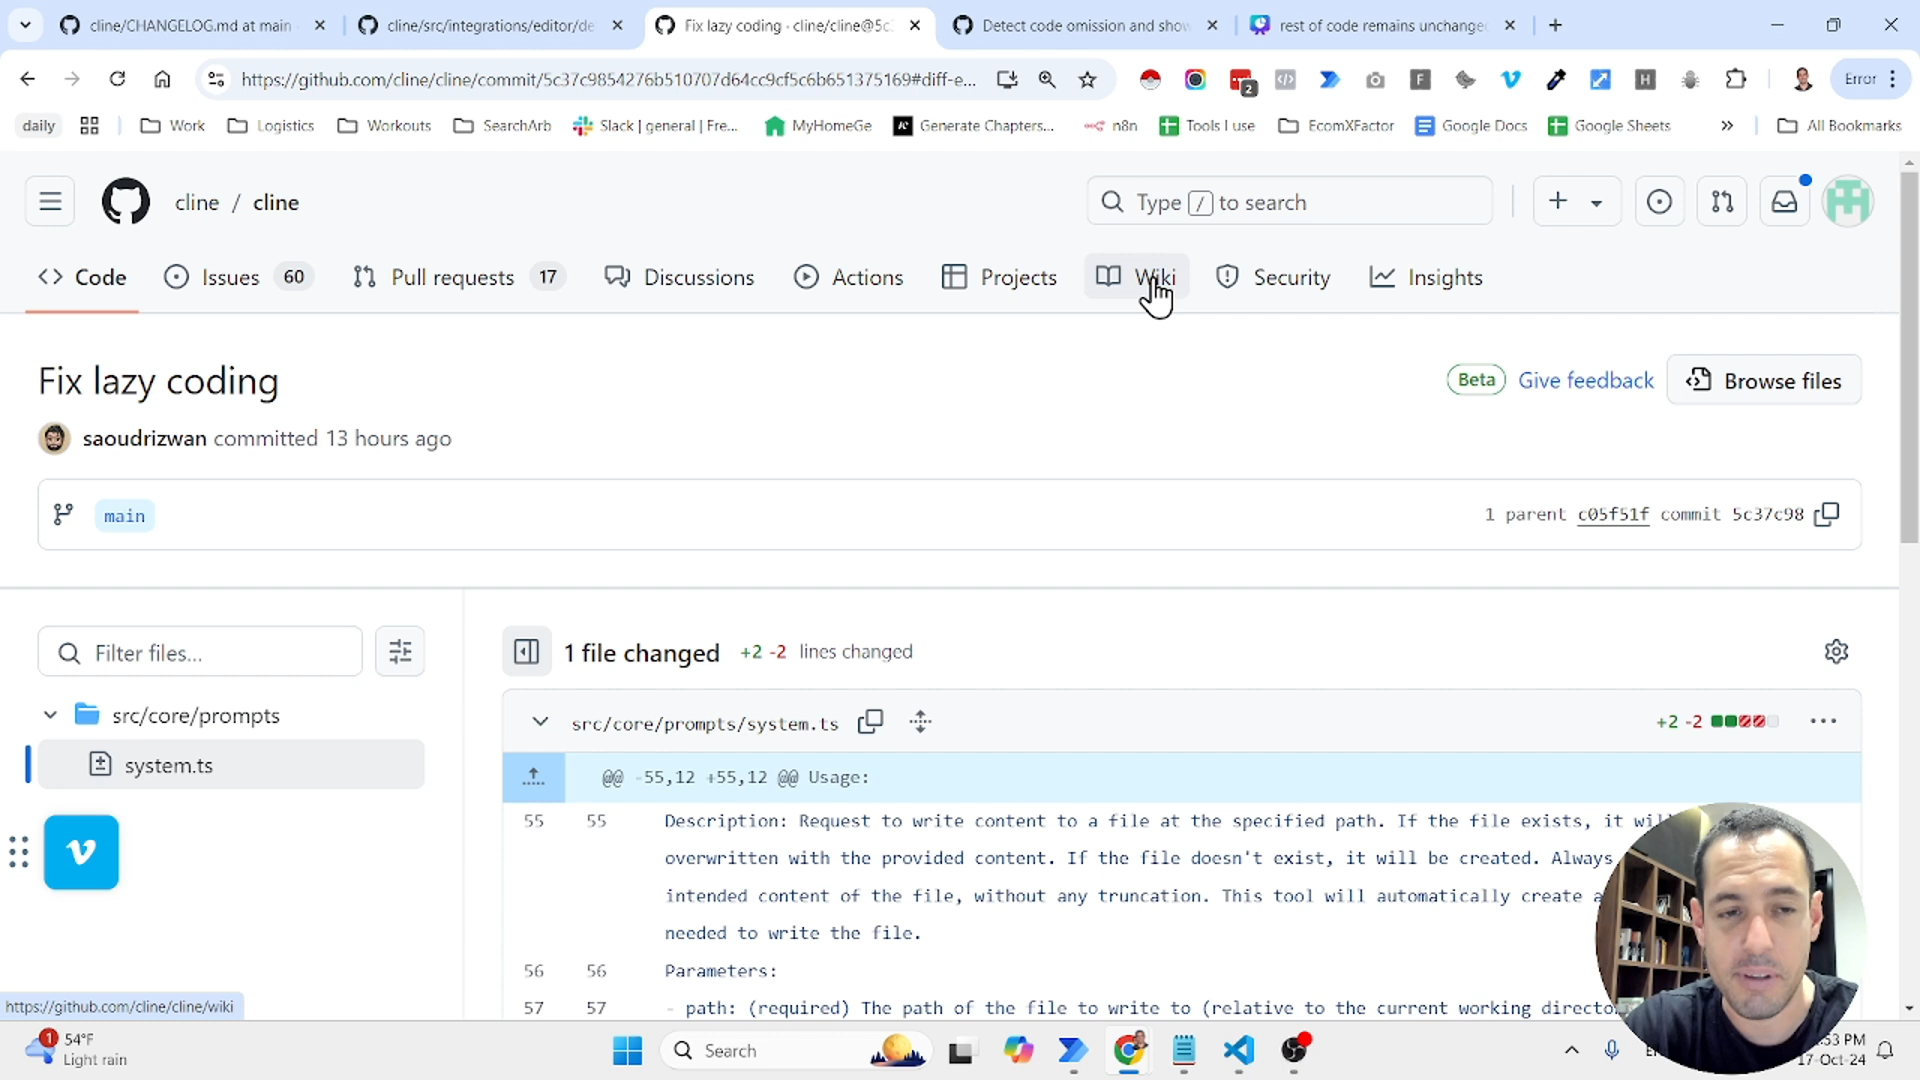 cline/CHANGELOG.md at main
cline/src/integrations/editor/de
Fix lazy coding · cline/cline@5c
Detect code omission and show
rest of code remains unchange
https://github.com/cline/cline/commit/5c37c9854276b510707d64cc9cf5c6b651375169#diff-e...
2
F
H
Error
daily
Work
Logistics
Workouts
SearchArb
Slack | general | Fre...
MyHomeGe
Generate Chapters...
n8n
Tools I use
EcomXFactor
Google Docs
Google Sheets
All Bookmarks
cline / cline
Type / to search
Code
Issues 60
Pull requests 17
Discussions
Actions
Projects
Wiki
Security
Insights
Fix lazy coding
Beta Give feedback
Browse files
saoudrizwan committed 13 hours ago
main
1 parent c05f51f commit 5c37c98
Filter files...
1 file changed +2 -2 lines changed
src/core/prompts
system.ts
src/core/prompts/system.ts
+2 -2
@@ -55,12 +55,12 @@ Usage:
55 55 Description: Request to write content to a file at the specified path. If the file exists, it will
overwritten with the provided content. If the file doesn't exist, it will be created. Always
intended content of the file, without any truncation. This tool will automatically create a
needed to write the file.
56 56 Parameters:
57 57 - path: (required) The path of the file to write to (relative to the current working directo
https://github.com/cline/cline/wiki
1
54°F
Light rain
Search
:53 PM
17-Oct-24